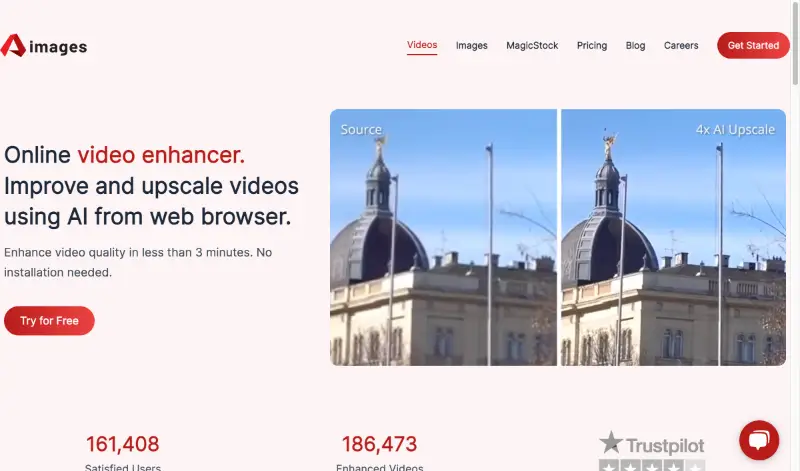 images
Videos
Images
MagicStock
Pricing
Blog
Careers
Get Started
Online video enhancer.
Improve and upscale videos
using AI from web browser.
Enhance video quality in less than 3 minutes. No
installation needed.
Try for Free
Source
4x AI Upscale
161,408
Satisfied Users
186,473
Enhanced Videos
Trustpilot